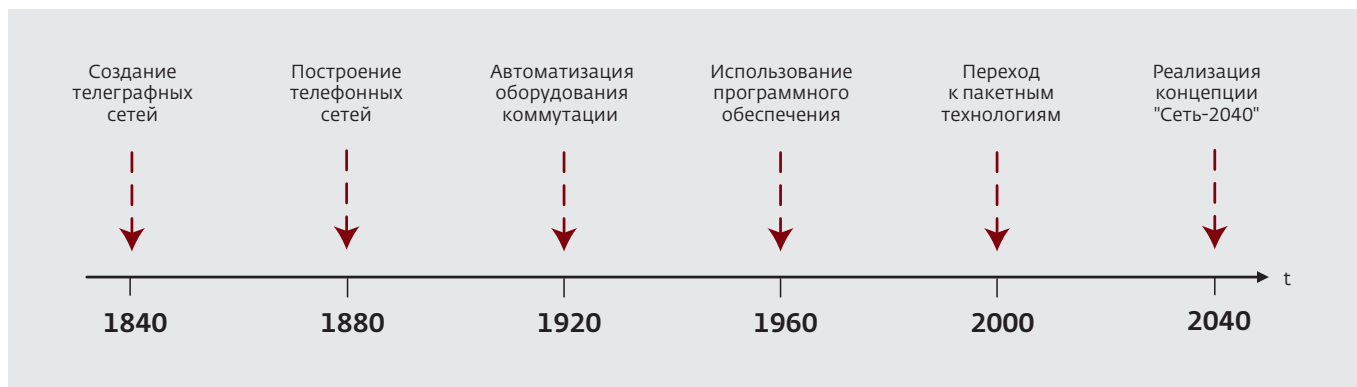 Создание
телеграфных
сетей
Построение
телефонных
сетей
Автоматизация
оборудования
коммутации
Использование
программного
обеспечения
Переход
к пакетным
технологиям
Реализация
концепции
"Сеть-2040"
t
1840
1880
1920
1960
2000
2040